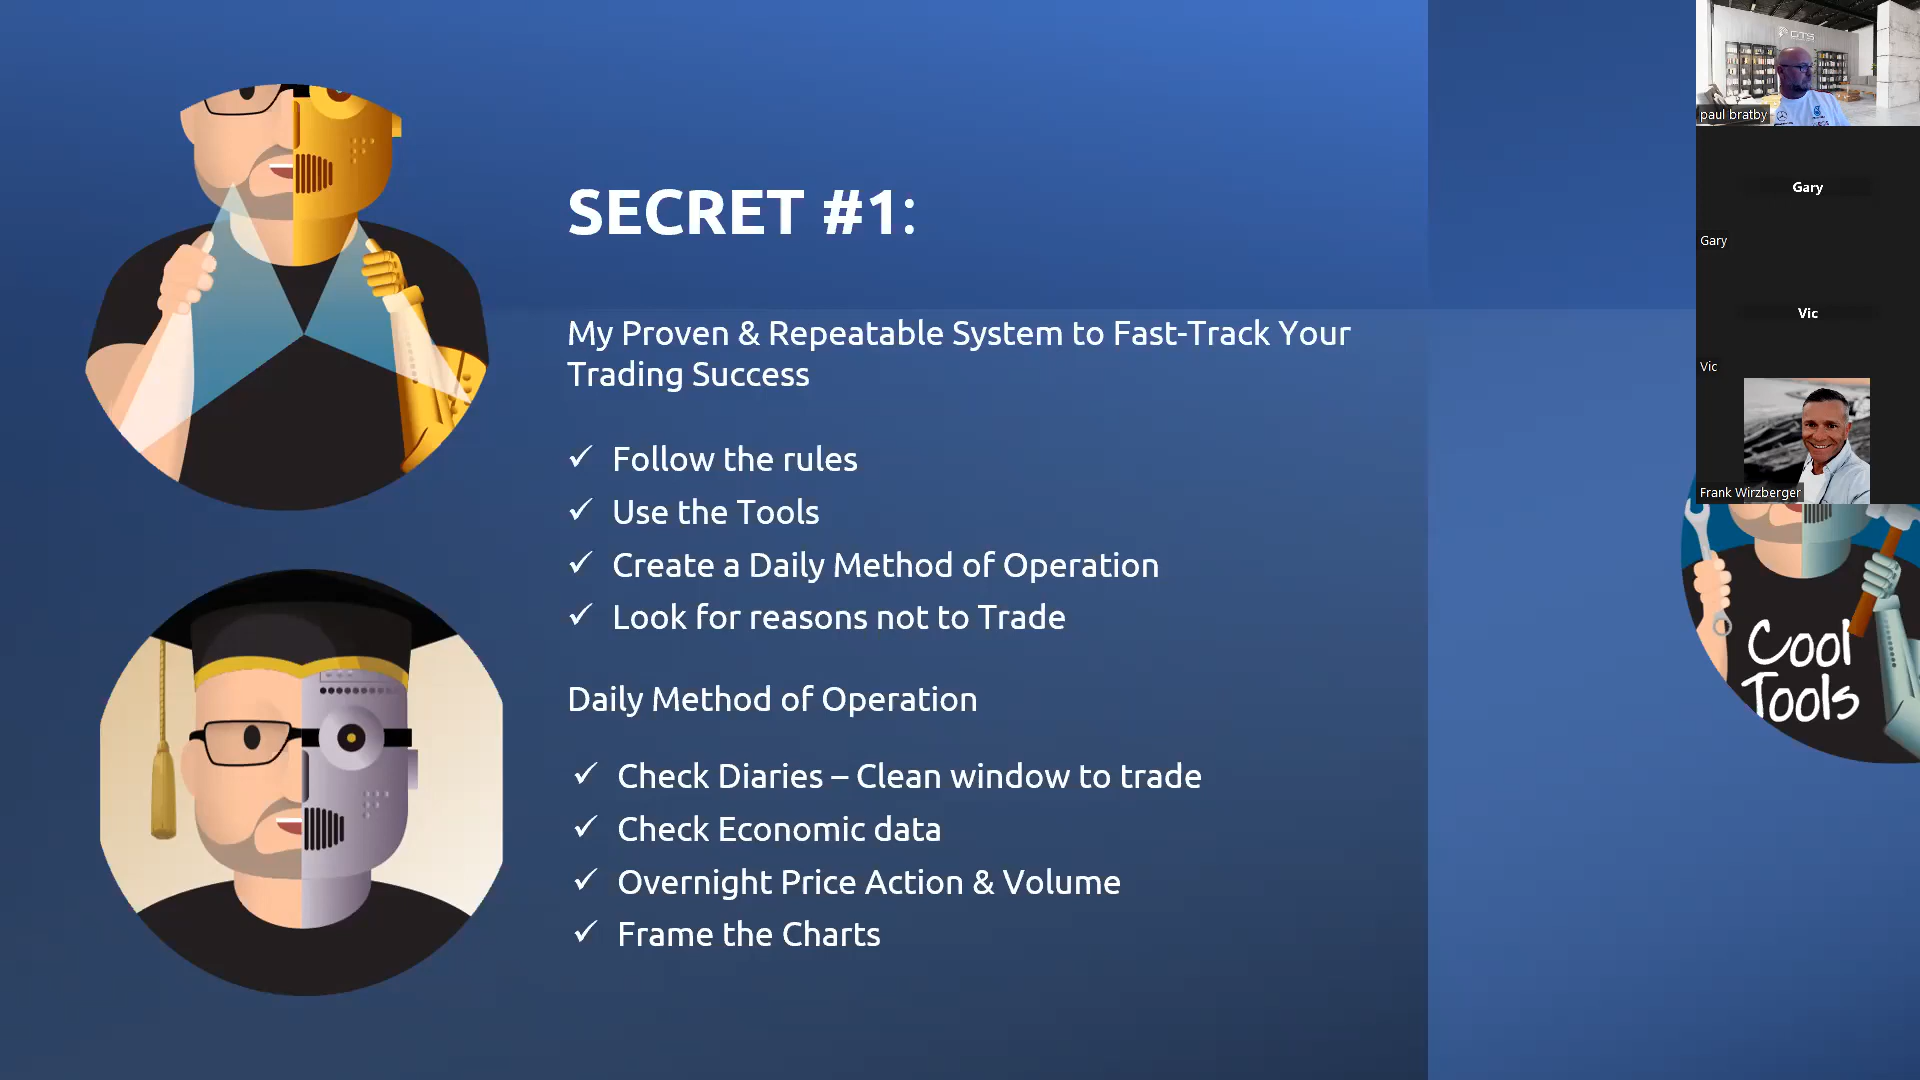 SECRET #1:
My Proven & Repeatable System to Fast-Track Your
Trading Success
✓ Follow the rules
✓ Use the Tools
✓ Create a Daily Method of Operation
✓ Look for reasons not to Trade
Daily Method of Operation
✓ Check Diaries – Clean window to trade
✓ Check Economic data
✓ Overnight Price Action & Volume
✓ Frame the Charts
GTS
paul bratby
Gary
Gary
Vic
Vic
Frank Wirzberger
Cool
Tools